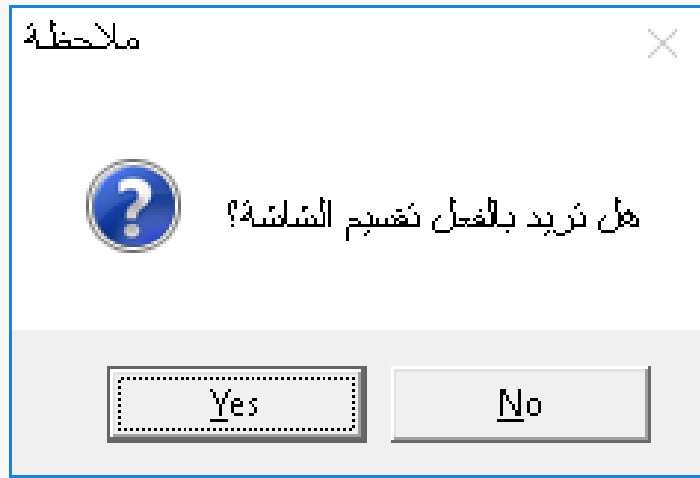 ملاحظة
هل تريد بالفعل تقسيم الشاشة؟
Yes
No